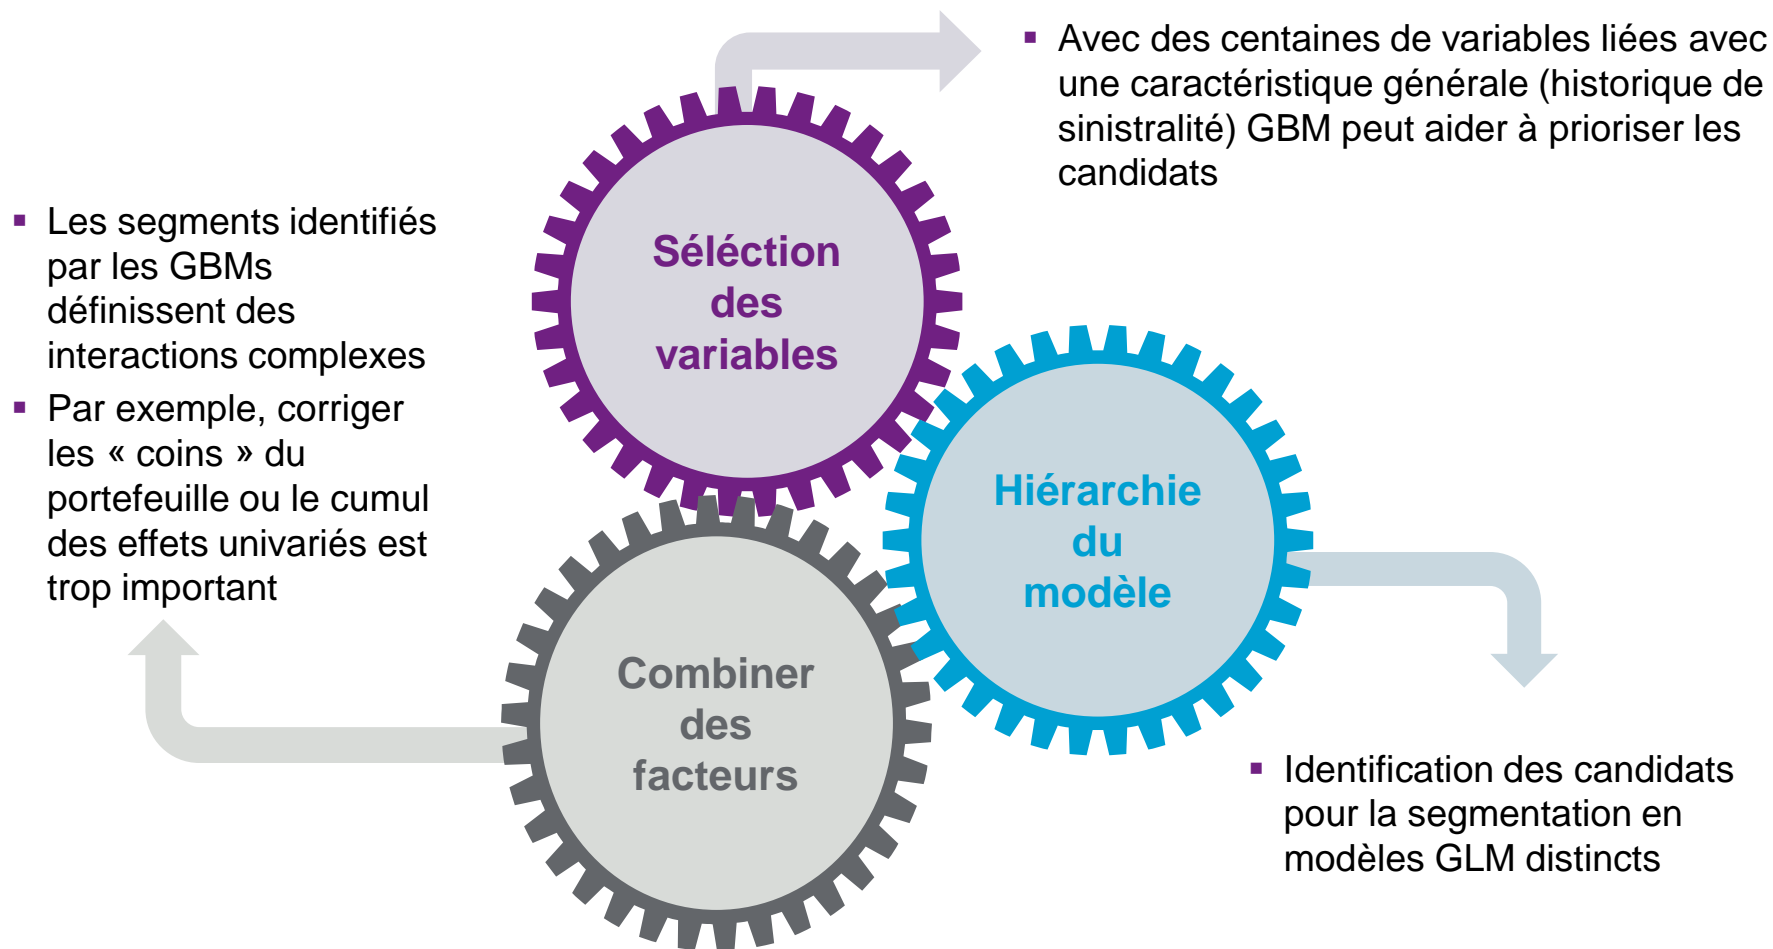 ▪ Avec des centaines de variables liées avec
une caractéristique générale (historique de
sinistralité) GBM peut aider à prioriser les
candidats
▪ Les segments identifiés
par les GBMs
définissent des
interactions complexes
▪ Par exemple, corriger
les « coins » du
portefeuille ou le cumul
des effets univariés est
trop important
Séléction
des
variables
Hiérarchie
du
modèle
Combiner
des
facteurs
▪ Identification des candidats
pour la segmentation en
modèles GLM distincts